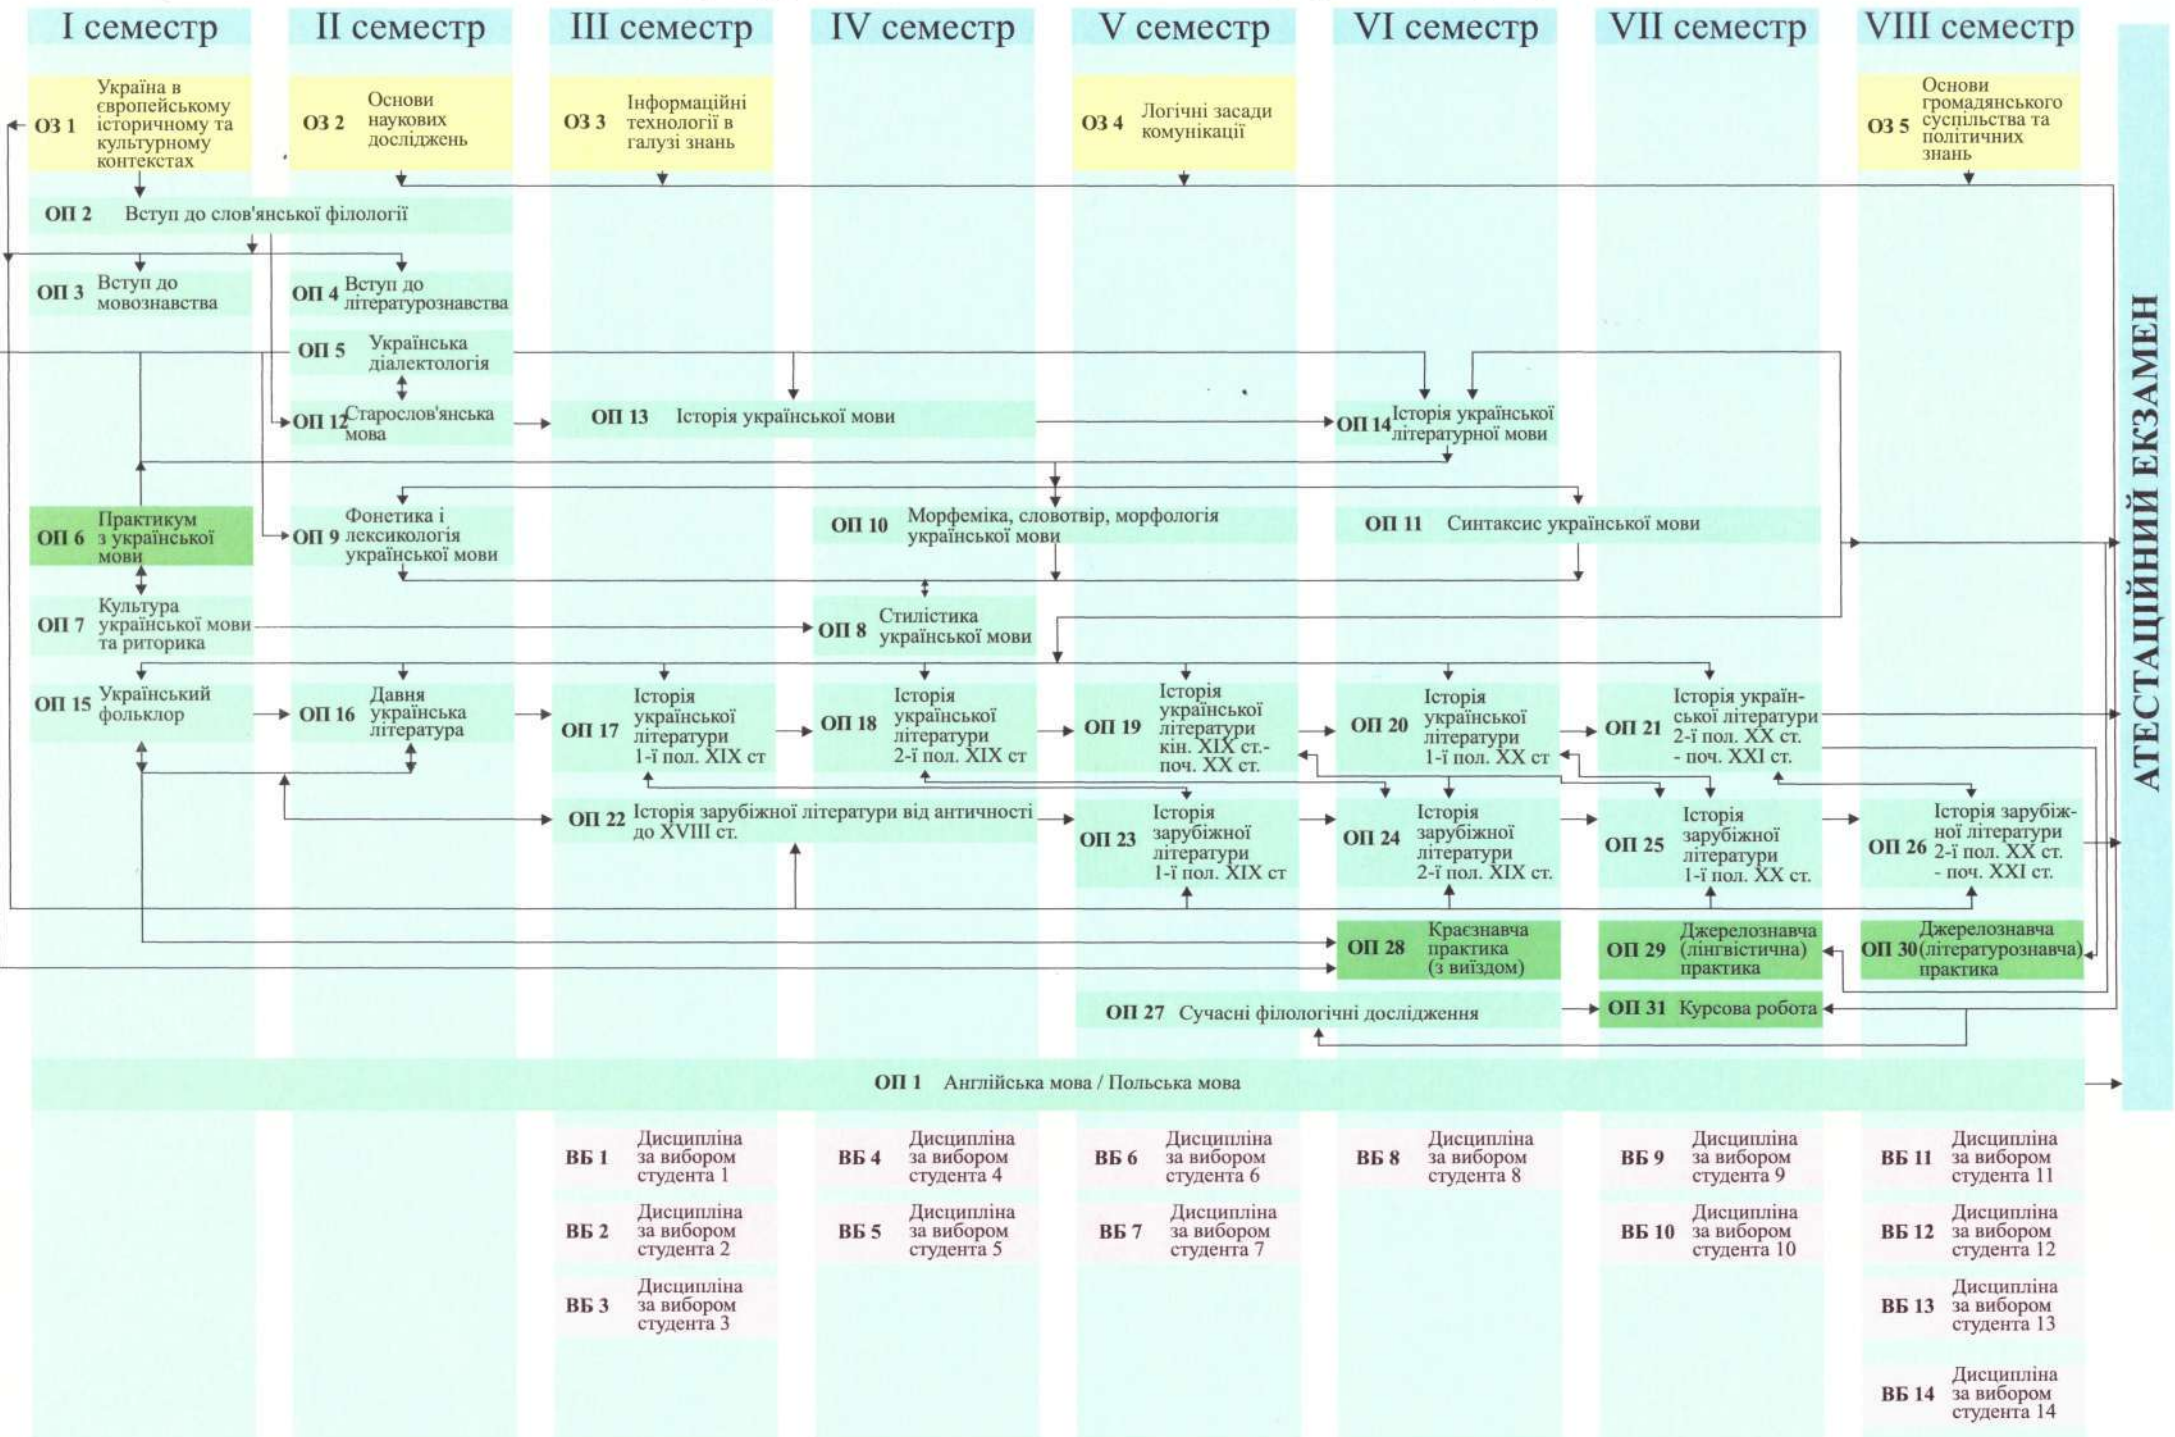 I семестр
II семестр
III семестр
IV семестр
V семестр
VI семестр
VII семестр
VIII семестр
ОЗ 1
Україна в
європейському
історичному та
культурному
контекстах
ОЗ 2
Основи
наукових
досліджень
ОЗ 3
Інформаційні
технології в
галузі знань
ОЗ 4
Логічні засади
комунікації
ОЗ 5
Основи
громадянського
суспільства та
політичних
знань
ОП 2 Вступ до слов'янської філології
ОП 3
Вступ до
мовознавства
ОП 4
Вступ до
літературознавства
ОП 5
Українська
діалектологія
ОП 12
Старослов'янська
мова
ОП 13 Історія української мови
ОП 14
Історія української
літературної мови
ОП 6
Практикум
з української
мови
ОП 9
Фонетика і
лексикологія
української мови
ОП 10
Морфеміка, словотвір, морфологія
української мови
ОП 11 Синтаксис української мови
ОП 7
Культура
української мови
та риторика
ОП 8
Стилістика
української мови
ОП 15
Український
фольклор
ОП 16
Давня
українська
література
ОП 17
Історія
української
літератури
1-ї пол. XIX ст
ОП 18
Історія
української
літератури
2-ї пол. XIX ст
ОП 19
Історія
української
літератури
кін. XIX ст.-
поч. XX ст.
ОП 20
Історія
української
літератури
1-ї пол. XX ст
ОП 21
Історія україн-
ської літератури
2-ї пол. XX ст.
- поч. XXI ст.
ОП 22
Історія зарубіжної літератури від античності
до XVIII ст.
ОП 23
Історія
зарубіжної
літератури
1-ї пол. XIX ст
ОП 24
Історія
зарубіжної
літератури
2-ї пол. XIX ст.
ОП 25
Історія
зарубіжної
літератури
1-ї пол. XX ст.
ОП 26
Історія зарубіж-
ної літератури
2-ї пол. XX ст.
- поч. XXI ст.
ОП 28
Краєзнавча
практика
(з виїздом)
ОП 29
Джерелознавча
(лінгвістична)
практика
ОП 30
Джерелознавча
(літературознавча)
практика
ОП 27 Сучасні філологічні дослідження
ОП 31 Курсова робота
ОП 1 Англійська мова / Польська мова
АТЕСТАЦІЙНИЙ ЕКЗАМЕН
ВБ 1
Дисципліна
за вибором
студента 1
ВБ 4
Дисципліна
за вибором
студента 4
ВБ 6
Дисципліна
за вибором
студента 6
ВБ 8
Дисципліна
за вибором
студента 8
ВБ 9
Дисципліна
за вибором
студента 9
ВБ 11
Дисципліна
за вибором
студента 11
ВБ 2
Дисципліна
за вибором
студента 2
ВБ 5
Дисципліна
за вибором
студента 5
ВБ 7
Дисципліна
за вибором
студента 7
ВБ 10
Дисципліна
за вибором
студента 10
ВБ 12
Дисципліна
за вибором
студента 12
ВБ 3
Дисципліна
за вибором
студента 3
ВБ 13
Дисципліна
за вибором
студента 13
ВБ 14
Дисципліна
за вибором
студента 14